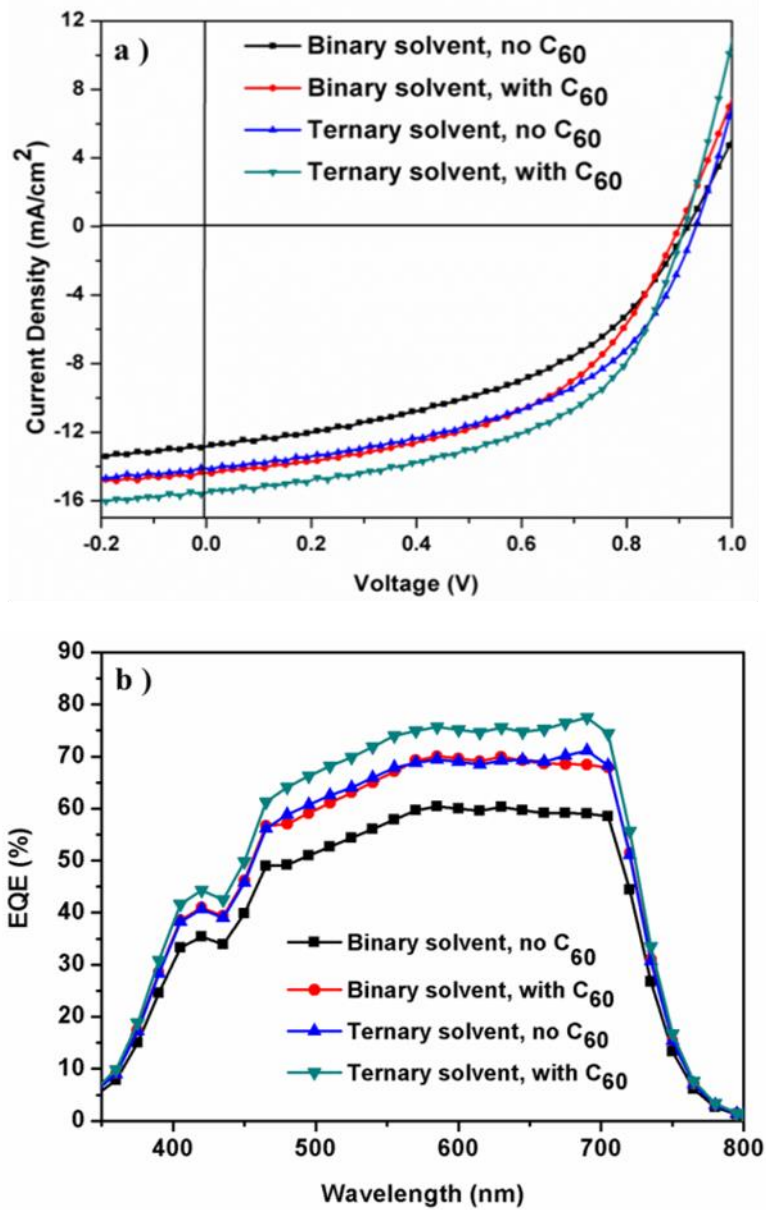 a )
Binary solvent, no C60
Binary solvent, with C60
Ternary solvent, no C60
Ternary solvent, with C60
12
8
4
0
-4
-8
-12
-16
Current Density (mA/cm2)
-0.2 0.0 0.2 0.4 0.6 0.8 1.0
Voltage (V)
b )
90
80
70
60
50
40
30
20
10
0
EQE (%)
Binary solvent, no C60
Binary solvent, with C60
Ternary solvent, no C60
Ternary solvent, with C60
400 500 600 700 800
Wavelength (nm)